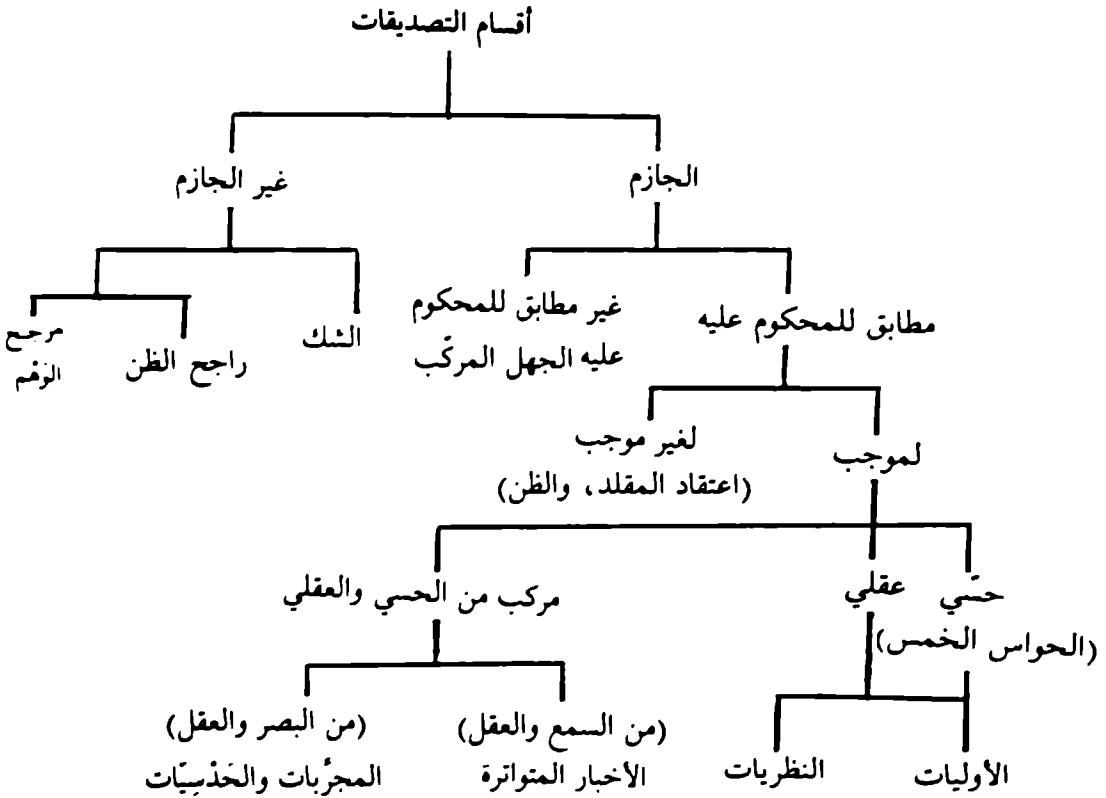 أقسام التصديقات
الجازم
غير الجازم
مطابق للمحكوم عليه
غير مطابق للمحكوم
عليه الجهل المركّب
الشك
راجح الظن
مرجح
الوَهْم
لموجب
لغير موجب
(اعتقاد المقلد، والظن)
حسّي
(الحواس الخمس)
عقلي
مركب من الحسي والعقلي
الأوليات
النظريات
(من السمع والعقل)
الأخبار المتواترة
(من البصر والعقل)
المجرَّبات والحَدْسِيّات